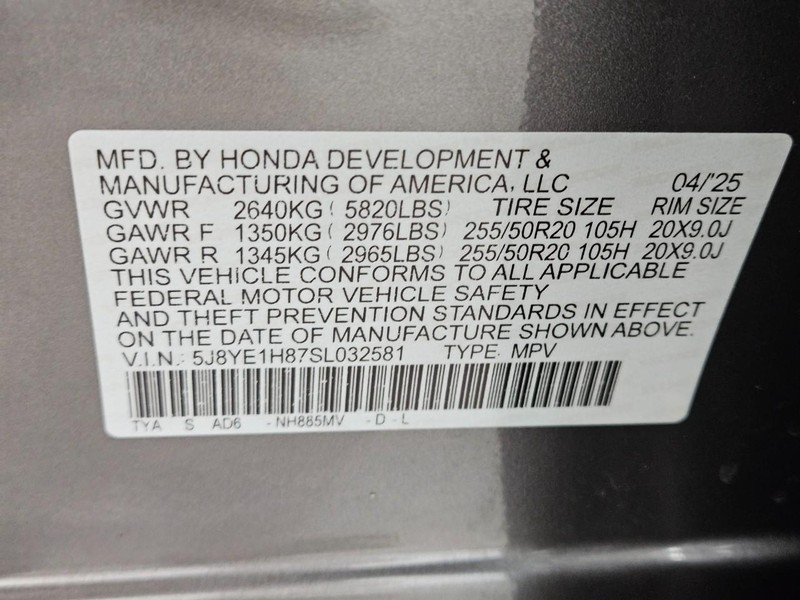 MFD. BY HONDA DEVELOPMENT &
MANUFACTURING OF AMERICA, LLC 04/'25
GVWR 2640KG ( 5820LBS) TIRE SIZE RIM SIZE
GAWR F 1350KG ( 2976LBS) 255/50R20 105H 20X9.0J
GAWR R 1345KG ( 2965LBS) 255/50R20 105H 20X9.0J
THIS VEHICLE CONFORMS TO ALL APPLICABLE
FEDERAL MOTOR VEHICLE SAFETY
AND THEFT PREVENTION STANDARDS IN EFFECT
ON THE DATE OF MANUFACTURE SHOWN ABOVE.
V.I.N.: 5J8YE1H87SL032581 TYPE: MPV
TYA S AD6 -NH885MV -D -L